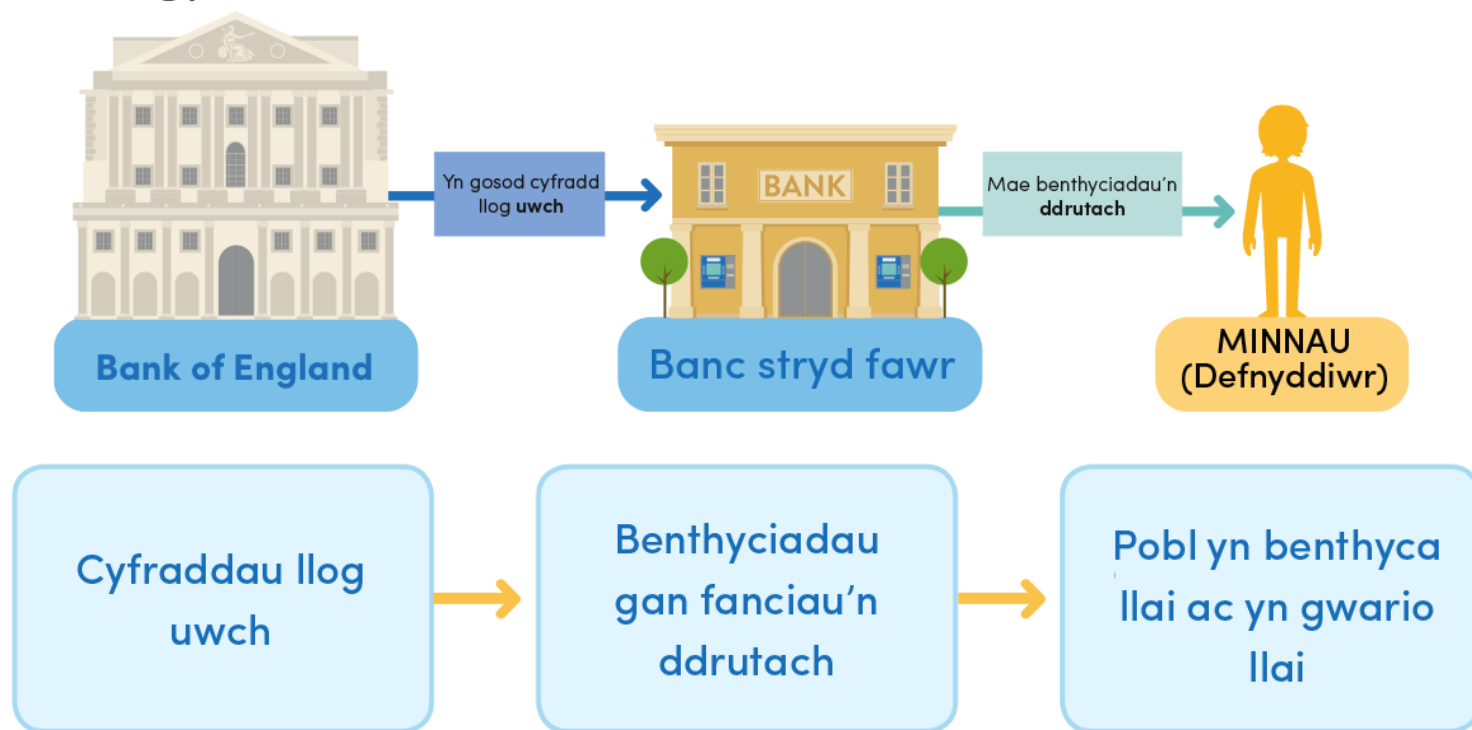 Yn gosod cyfradd
llog uwch
BANK
Mae benthyciadau'n
ddrutach
Bank of England
Banc stryd fawr
MINNAU
(Defnyddiwr)
Cyfraddau llog
uwch
Benthyciadau
gan fanciau'n
ddrutach
Pobl yn benthyca
llai ac yn gwario
llai